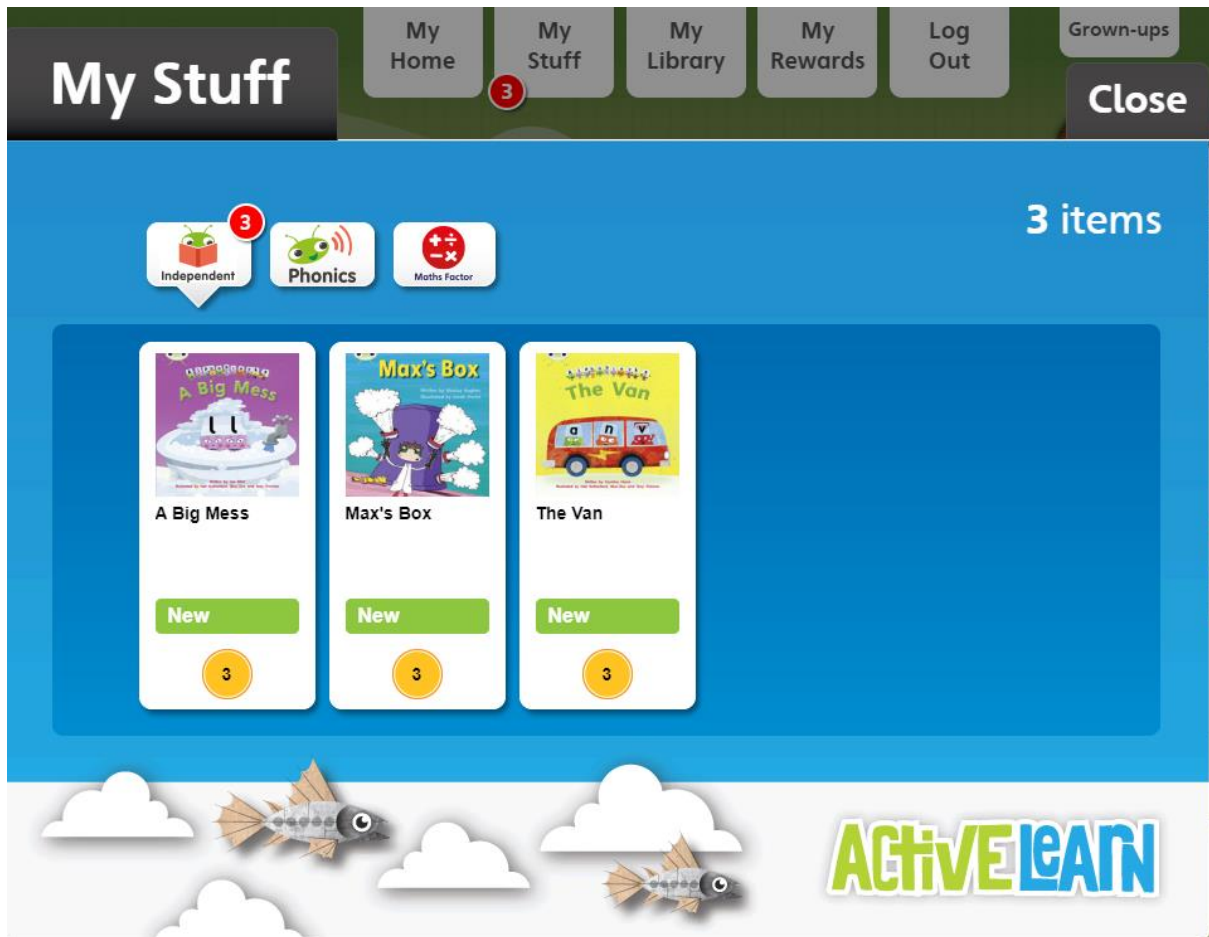 My Stuff
My Home
My Stuff
3
My Library
My Rewards
Log Out
Grown-ups
Close
3 items
Independent
3
Phonics
Maths Factor
A Big Mess
l l
Max's Box
The Van
a n v
A Big Mess
Max's Box
The Van
New
New
New
3
3
3
ACTiVE LEARN